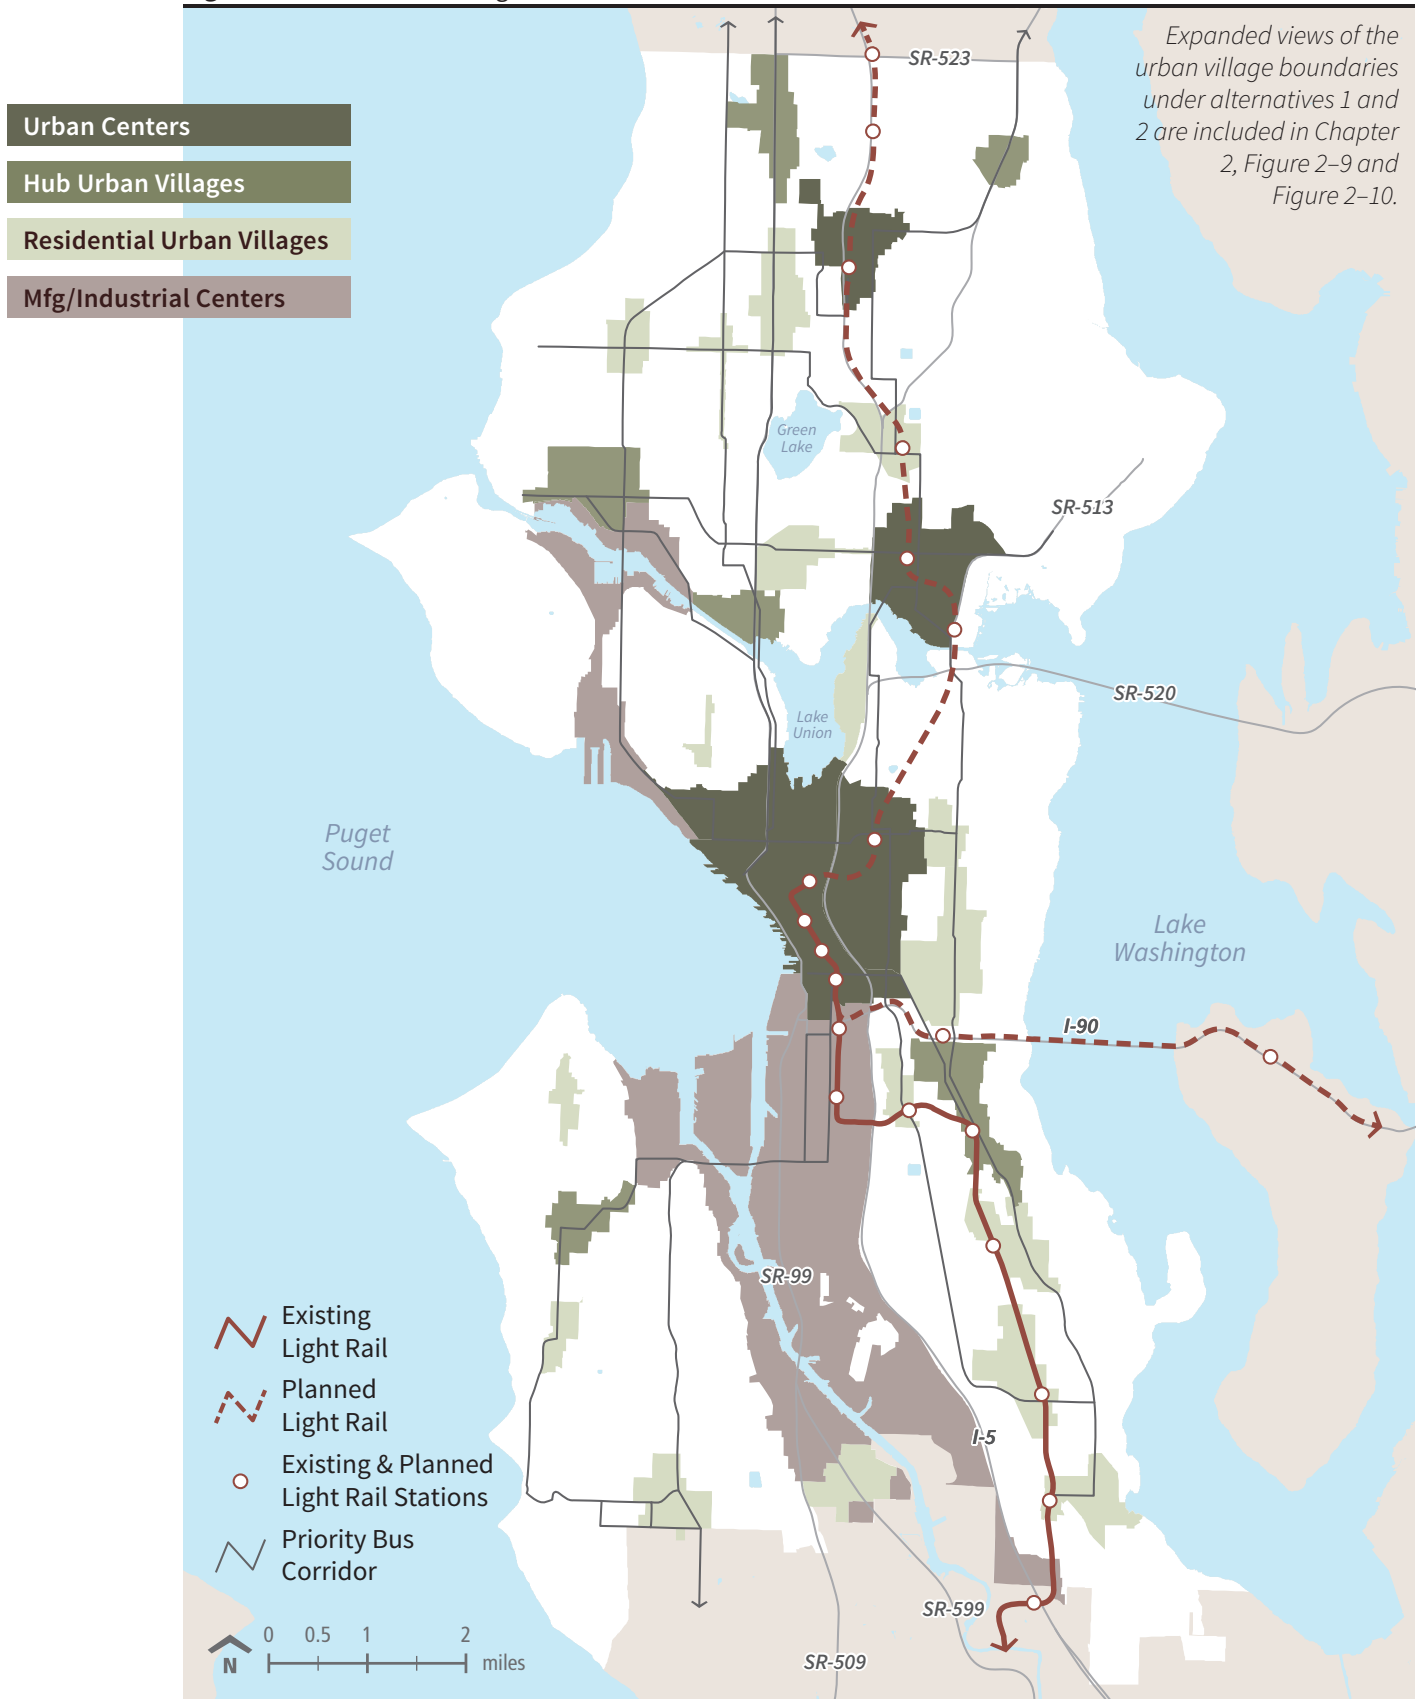 Expanded views of the
urban village boundaries
under alternatives 1 and
2 are included in Chapter
2, Figure 2–9 and
Figure 2–10.
Urban Centers
Hub Urban Villages
Residential Urban Villages
Mfg/Industrial Centers
SR-523
Green
Lake
SR-513
SR-520
Lake
Union
Puget
Sound
Lake
Washington
I-90
SR-99
I-5
SR-599
SR-509
Existing
Light Rail
Planned
Light Rail
Existing & Planned
Light Rail Stations
Priority Bus
Corridor
N
0 0.5 1 2
miles